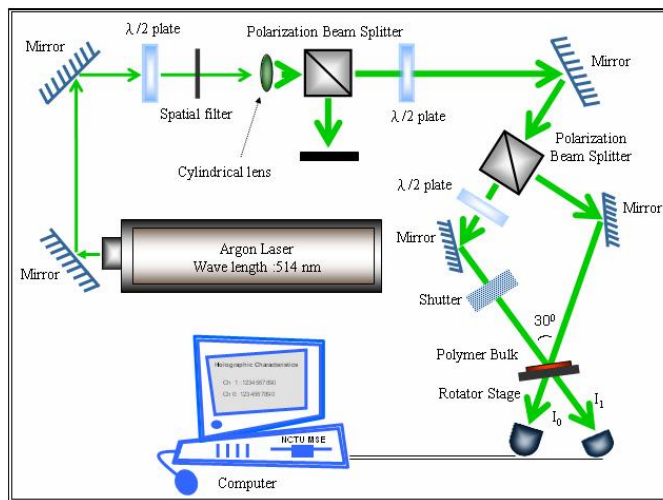 λ/2 plate
Polarization Beam Splitter
Mirror
Mirror
Spatial filter
λ/2 plate
Cylindrical lens
Polarization
Beam Splitter
λ/2 plate
Mirror
Mirror
Argon Laser
Wave length :514 nm
Mirror
Shutter
30⁰
Holographic Characteristics
Polymer Bulk
Rotator Stage
I₀
I₁
NCTU MSE
Computer